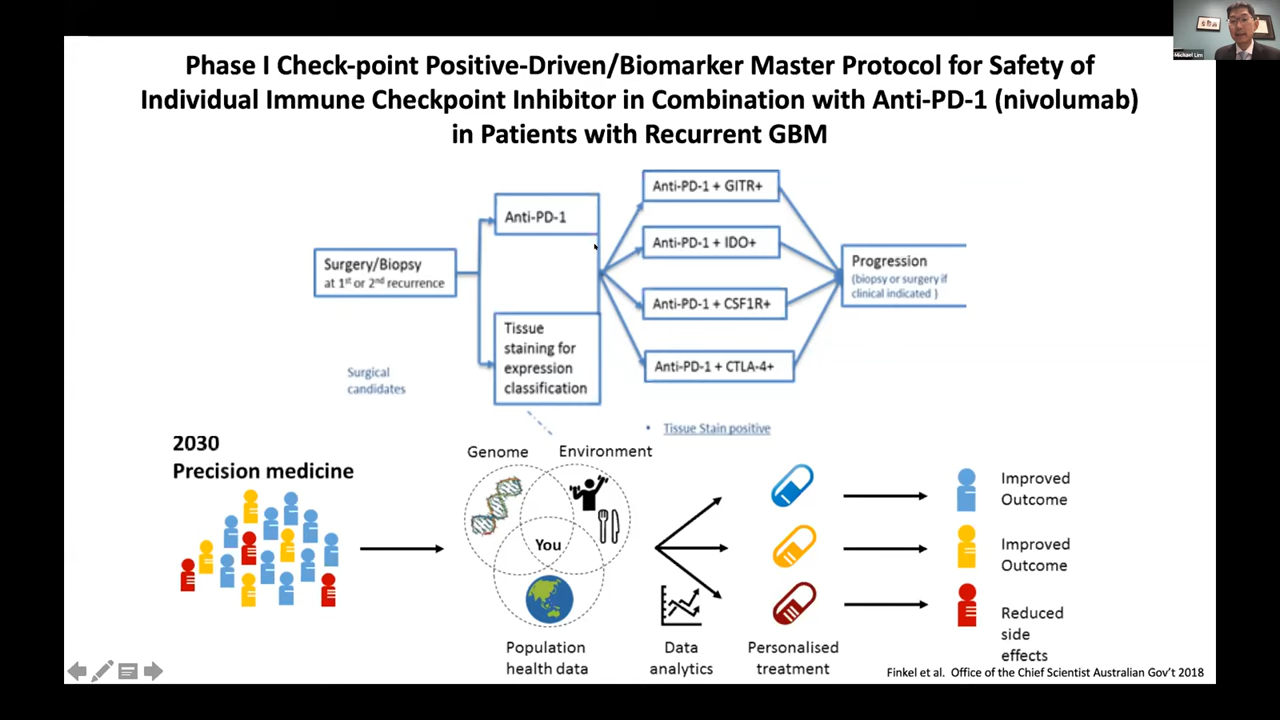 Michael Lim
Phase I Check-point Positive-Driven/Biomarker Master Protocol for Safety of
Individual Immune Checkpoint Inhibitor in Combination with Anti-PD-1 (nivolumab)
in Patients with Recurrent GBM
Surgery/Biopsy
at 1st or 2nd recurrence
Surgical
candidates
Anti-PD-1
Tissue
staining for
expression
classification
Anti-PD-1 + GITR+
Anti-PD-1 + IDO+
Anti-PD-1 + CSF1R+
Anti-PD-1 + CTLA-4+
• Tissue Stain positive
Progression
(biopsy or surgery if
clinical indicated )
2030
Precision medicine
Genome
Environment
You
Population
health data
Data
analytics
Personalised
treatment
Improved
Outcome
Improved
Outcome
Reduced
side
effects
Finkel et al. Office of the Chief Scientist Australian Gov't 2018